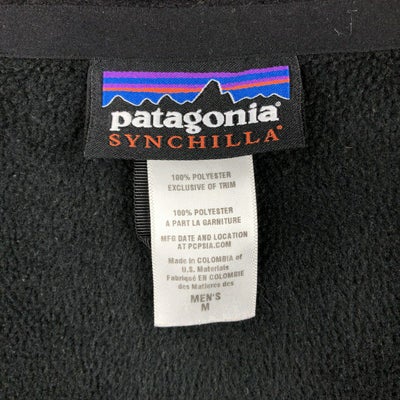 patagonia®
SYNCHILLA®
100% POLYESTER
EXCLUSIVE OF TRIM
100% POLYESTER
A PART LA GARNITURE
MFG DATE AND LOCATION
AT PCPSIA.COM
Made in COLOMBIA of
U.S. Materials
Fabriqué EN COLOMBIE
des Matières des
MEN'S
M